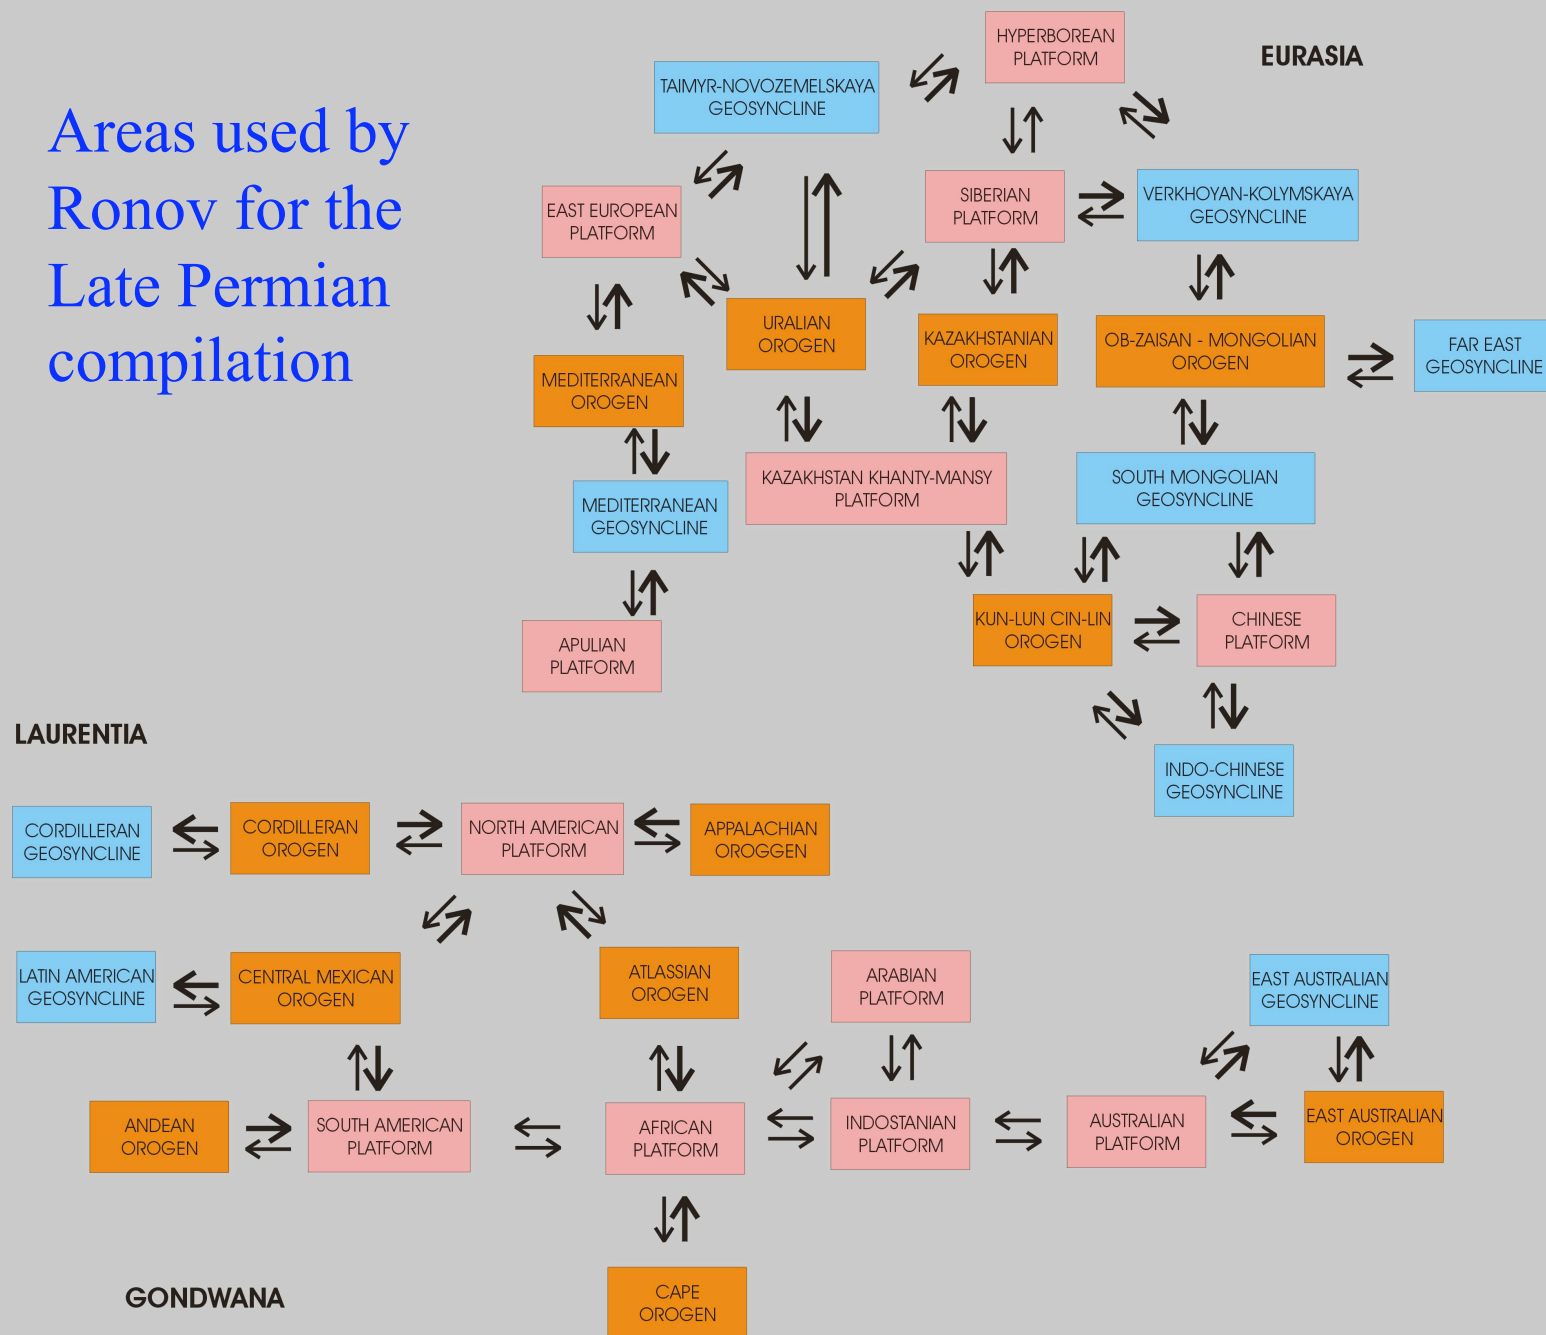 Areas used by
Ronov for the
Late Permian
compilation
EURASIA
HYPERBOREAN
PLATFORM
TAIMYR-NOVOZEMELSKAYA
GEOSYNCLINE
EAST EUROPEAN
PLATFORM
SIBERIAN
PLATFORM
VERKHOYAN-KOLYMSKAYA
GEOSYNCLINE
URALIAN
OROGEN
KAZAKHSTANIAN
OROGEN
OB-ZAISAN - MONGOLIAN
OROGEN
FAR EAST
GEOSYNCLINE
MEDITERRANEAN
OROGEN
MEDITERRANEAN
GEOSYNCLINE
KAZAKHSTAN KHANTY-MANSY
PLATFORM
SOUTH MONGOLIAN
GEOSYNCLINE
APULIAN
PLATFORM
KUN-LUN CIN-LIN
OROGEN
CHINESE
PLATFORM
INDO-CHINESE
GEOSYNCLINE
LAURENTIA
CORDILLERAN
GEOSYNCLINE
CORDILLERAN
OROGEN
NORTH AMERICAN
PLATFORM
APPALACHIAN
OROGGEN
LATIN AMERICAN
GEOSYNCLINE
CENTRAL MEXICAN
OROGEN
ATLASSIAN
OROGEN
ARABIAN
PLATFORM
EAST AUSTRALIAN
GEOSYNCLINE
ANDEAN
OROGEN
SOUTH AMERICAN
PLATFORM
AFRICAN
PLATFORM
INDOSTANIAN
PLATFORM
AUSTRALIAN
PLATFORM
EAST AUSTRALIAN
OROGEN
GONDWANA
CAPE
OROGEN